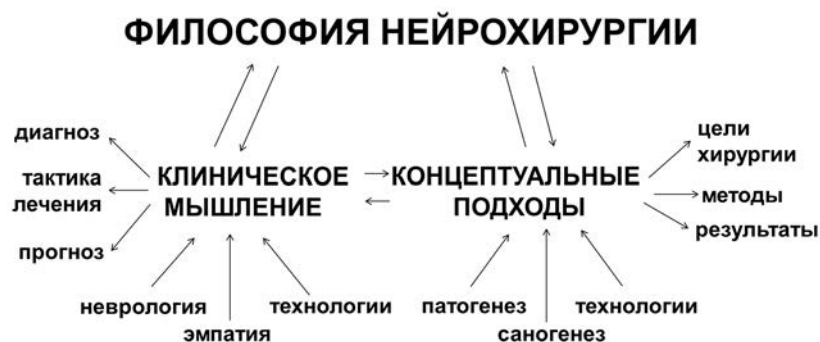 ФИЛОСОФИЯ НЕЙРОХИРУРГИИ
диагноз
тактика
лечения
прогноз
КЛИНИЧЕСКОЕ
МЫШЛЕНИЕ
КОНЦЕПТУАЛЬНЫЕ
ПОДХОДЫ
цели
хирургии
методы
результаты
неврология
эмпатия
технологии
патогенез
саногенез
технологии